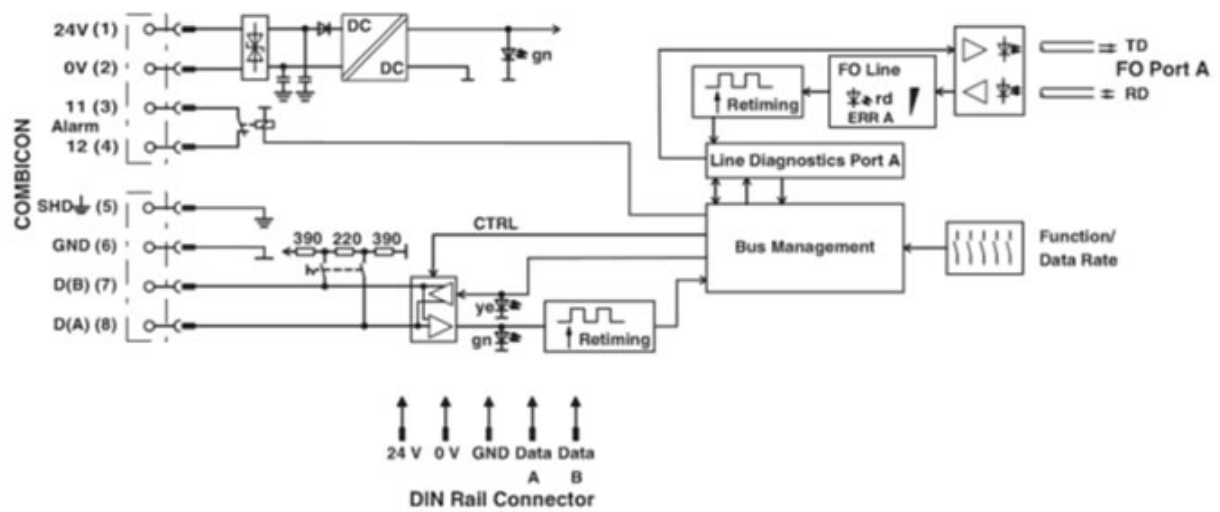 24V (1)
0V (2)
11 (3)
Alarm
12 (4)
COMBICON
SHD (5)
GND (6)
D(B) (7)
D(A) (8)
DC
DC
gn
390 220 390
CTRL
ye
gn
Retiming
Retiming
FO Line
rd
ERR A
TD
FO Port A
RD
Line Diagnostics Port A
Bus Management
Function/
Data Rate
24 V 0 V GND Data Data
A B
DIN Rail Connector